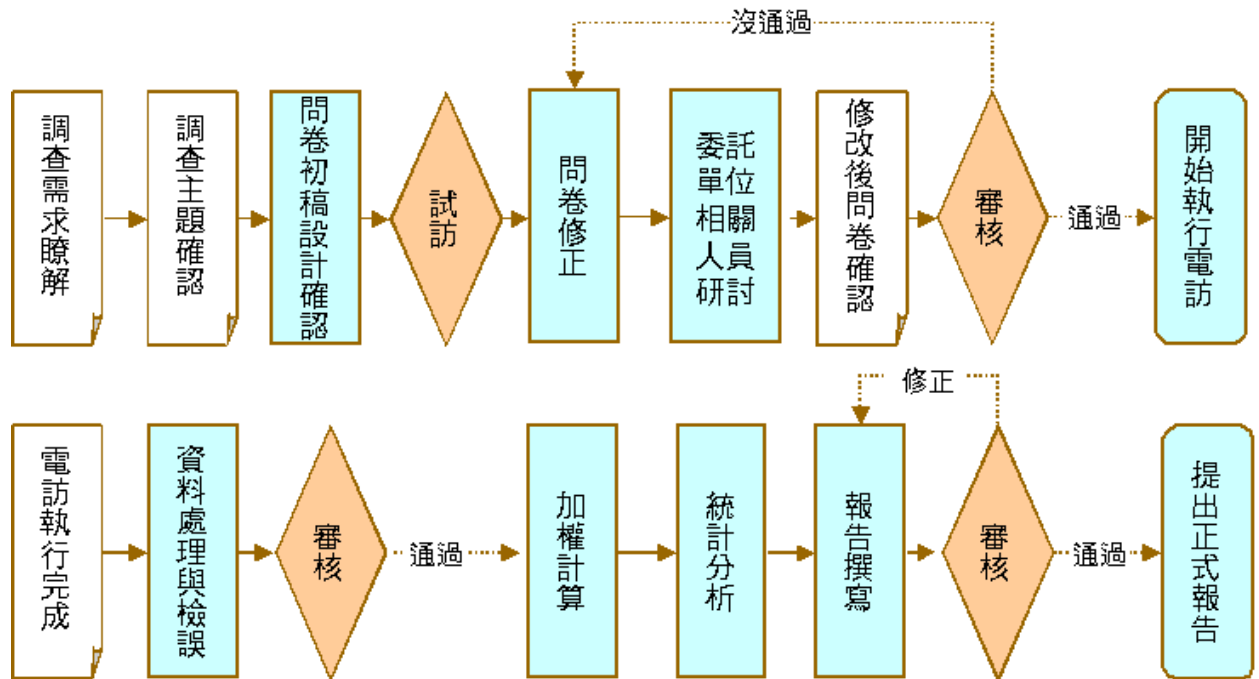 沒通過
調查需求瞭解
調查主題確認
問卷初稿設計確認
試訪
問卷修正
委託
單位
相關
人員
研討
修改後問卷確認
審核
通過
開始執行電訪
修正
電訪執行完成
資料處理與檢誤
審核
通過
加權計算
統計分析
報告撰寫
審核
通過
提出正式報告